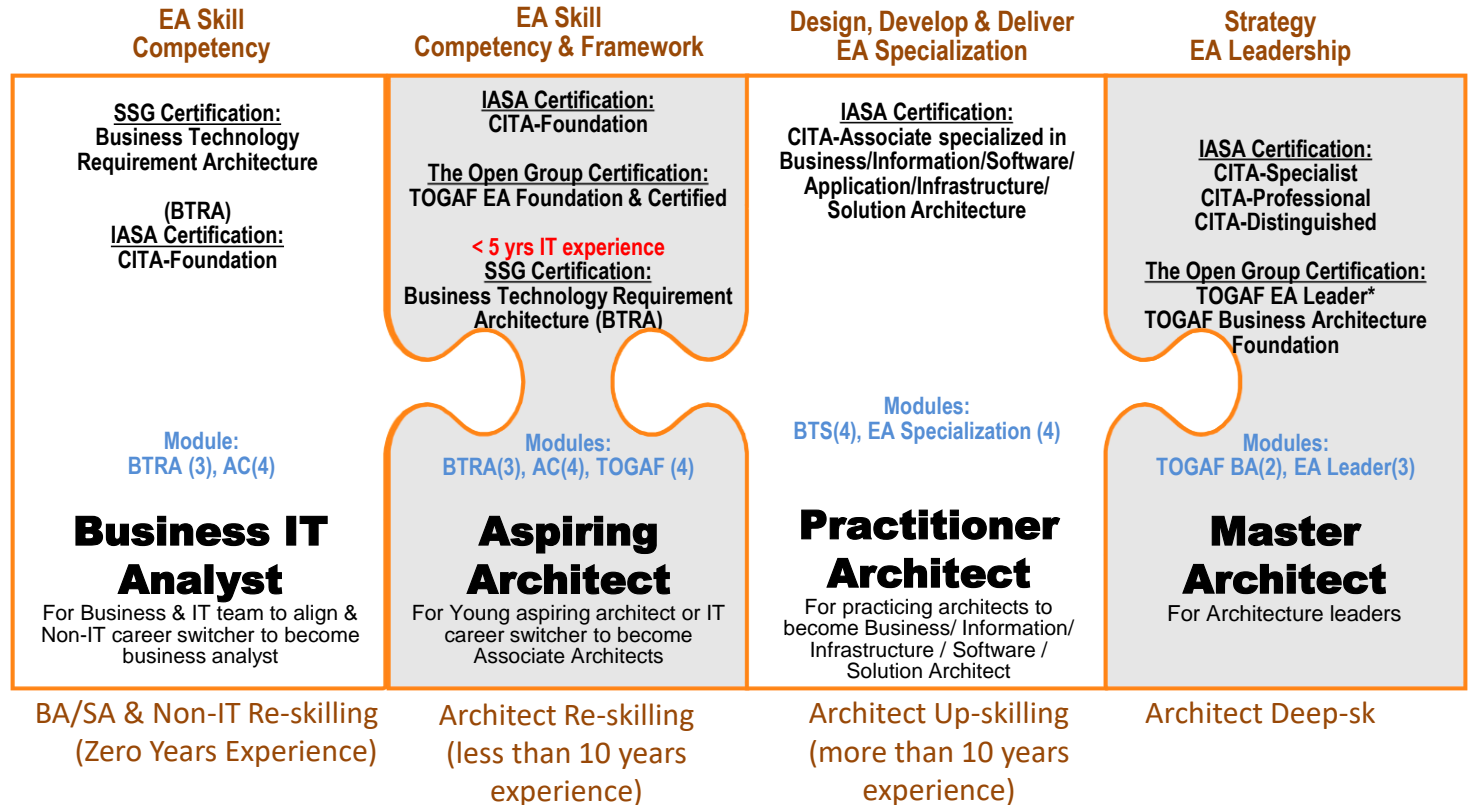 EA Skill
Competency
EA Skill
Competency & Framework
Design, Develop & Deliver
EA Specialization
Strategy
EA Leadership
SSG Certification:
Business Technology
Requirement Architecture
(BTRA)
IASA Certification:
CITA-Foundation
Module:
BTRA (3), AC(4)
Business IT
Analyst
For Business & IT team to align &
Non-IT career switcher to become
business analyst
IASA Certification:
CITA-Foundation
The Open Group Certification:
TOGAF EA Foundation & Certified
< 5 yrs IT experience
SSG Certification:
Business Technology Requirement
Architecture (BTRA)
Modules:
BTRA(3), AC(4), TOGAF (4)
Aspiring
Architect
For Young aspiring architect or IT
career switcher to become
Associate Architects
IASA Certification:
CITA-Associate specialized in
Business/Information/Software/
Application/Infrastructure/
Solution Architecture
Modules:
BTS(4), EA Specialization (4)
Practitioner
Architect
For practicing architects to
become Business/ Information/
Infrastructure / Software /
Solution Architect
IASA Certification:
CITA-Specialist
CITA-Professional
CITA-Distinguished
The Open Group Certification:
TOGAF EA Leader*
TOGAF Business Architecture
Foundation
Modules:
TOGAF BA(2), EA Leader(3)
Master
Architect
For Architecture leaders
BA/SA & Non-IT Re-skilling
(Zero Years Experience)
Architect Re-skilling
(less than 10 years
experience)
Architect Up-skilling
(more than 10 years
experience)
Architect Deep-sk